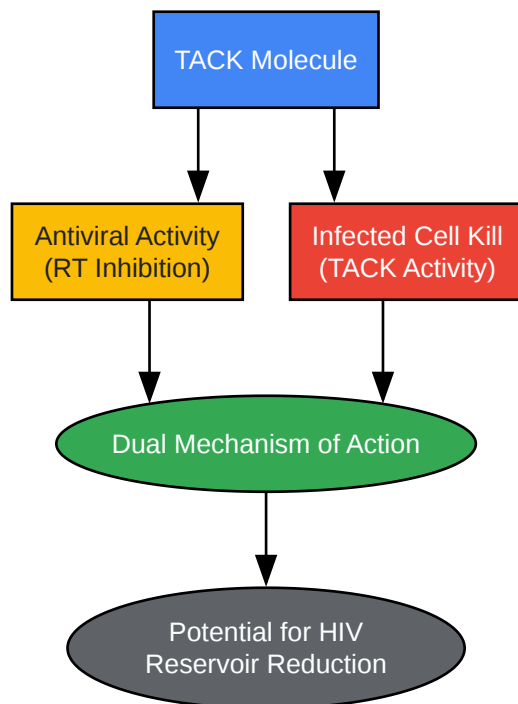 TACK Molecule
Antiviral Activity
(RT Inhibition)
Infected Cell Kill
(TACK Activity)
Dual Mechanism of Action
Potential for HIV
Reservoir Reduction